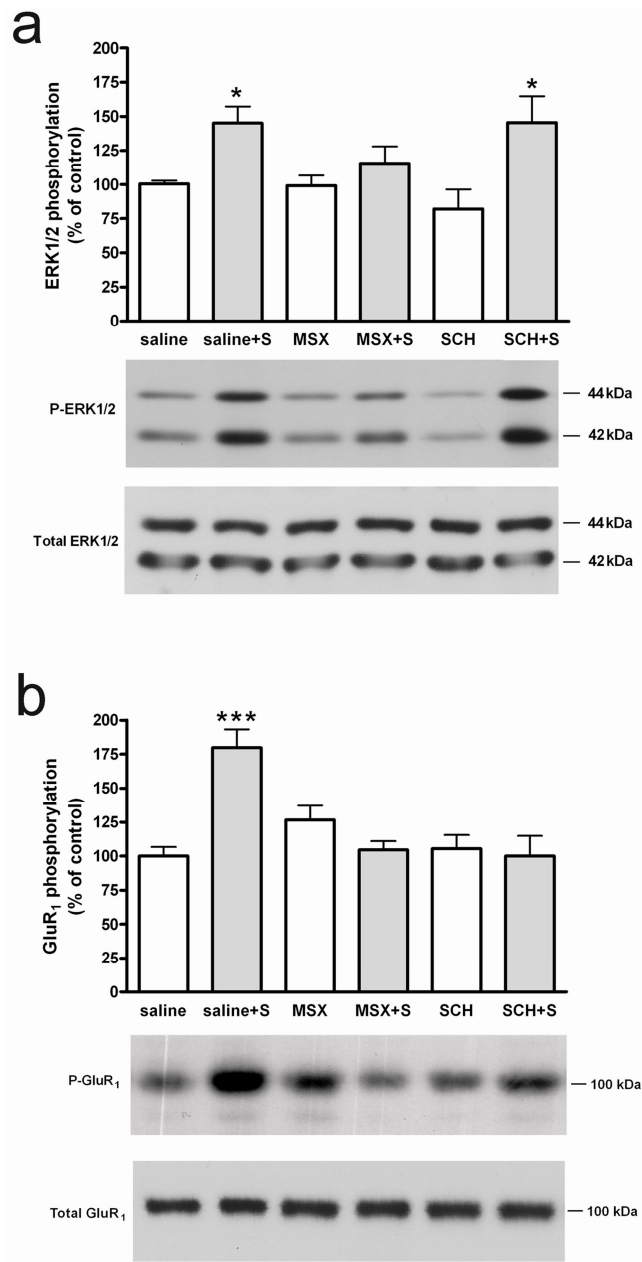 a
ERK1/2 phosphorylation
(% of control)
200
175
150
125
100
75
50
25
0
*
*
saline
saline+S
MSX
MSX+S
SCH
SCH+S
P-ERK1/2
44kDa
42kDa
Total ERK1/2
44kDa
42kDa
b
GluR1 phosphorylation
(% of control)
200
175
150
125
100
75
50
25
0
***
saline
saline+S
MSX
MSX+S
SCH
SCH+S
P-GluR1
100 kDa
Total GluR1
100 kDa